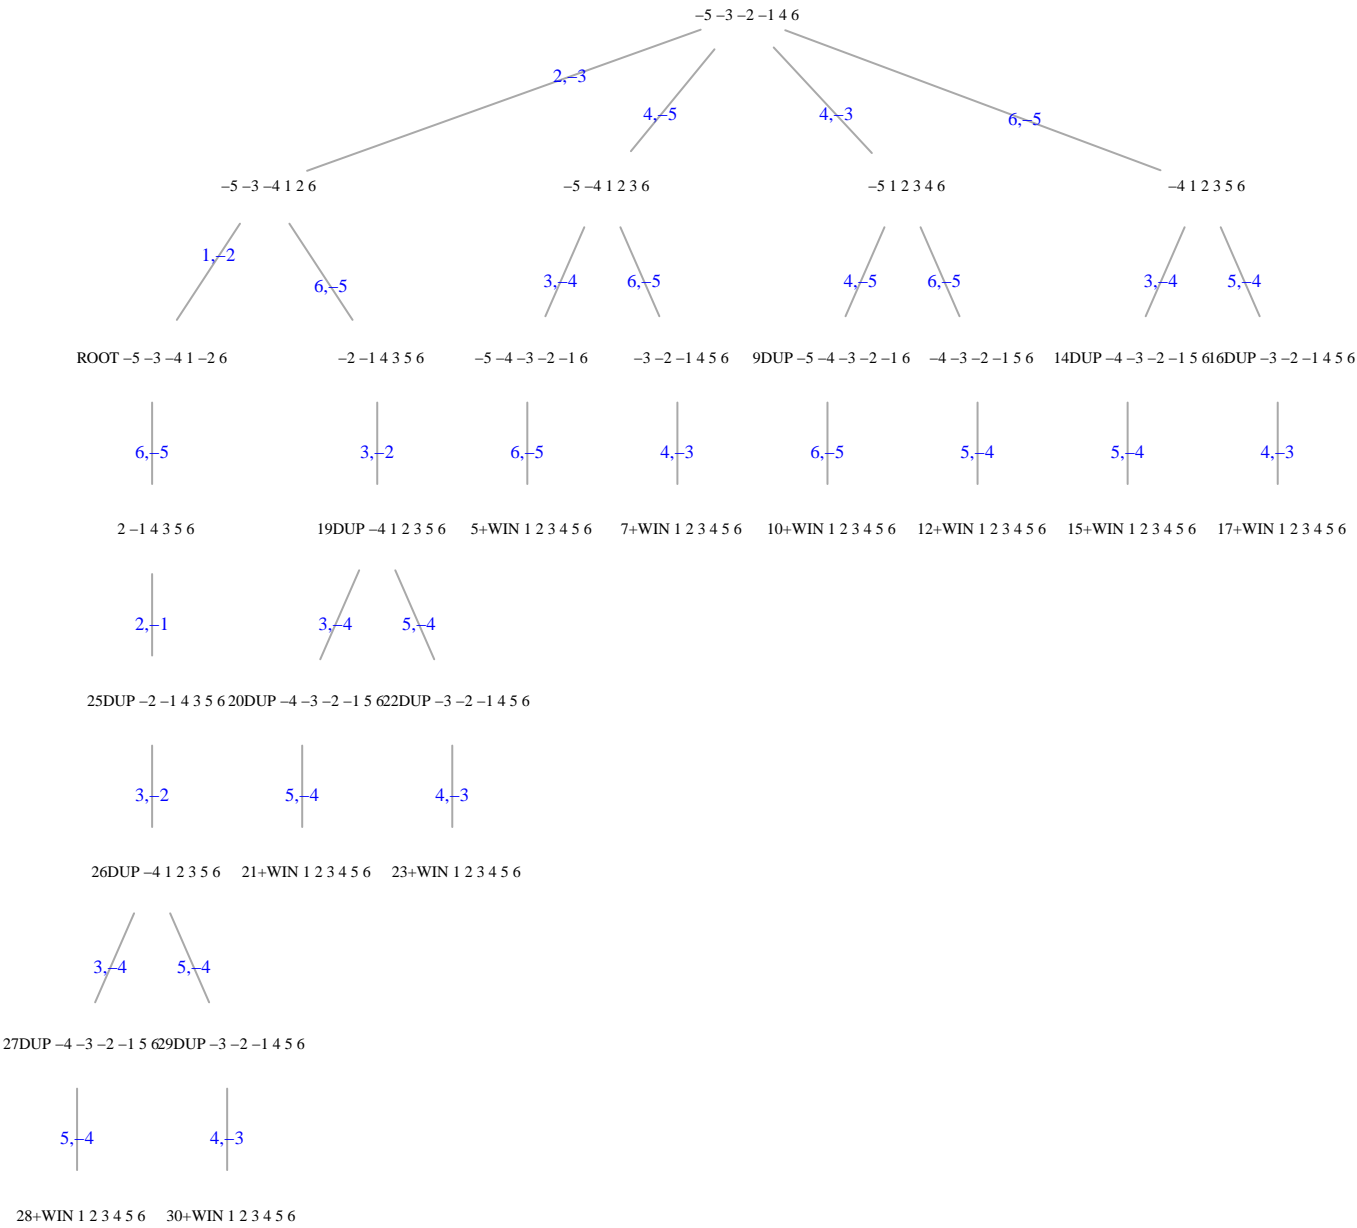 −5 −3 −2 −1 4 6
2,−3
4,−5
4,−3
6,−5
−5 −3 −4 1 2 6
−5 −4 1 2 3 6
−5 1 2 3 4 6
−4 1 2 3 5 6
1,−2
6,−5
3,−4
6,−5
4,−5
6,−5
3,−4
5,−4
ROOT −5 −3 −4 1 −2 6
−2 −1 4 3 5 6
−5 −4 −3 −2 −1 6
−3 −2 −1 4 5 6
9DUP −5 −4 −3 −2 −1 6
−4 −3 −2 −1 5 6
14DUP −4 −3 −2 −1 5 6
16DUP −3 −2 −1 4 5 6
6,−5
3,−2
6,−5
4,−3
6,−5
5,−4
5,−4
4,−3
2 −1 4 3 5 6
19DUP −4 1 2 3 5 6
5+WIN 1 2 3 4 5 6
7+WIN 1 2 3 4 5 6
10+WIN 1 2 3 4 5 6
12+WIN 1 2 3 4 5 6
15+WIN 1 2 3 4 5 6
17+WIN 1 2 3 4 5 6
2,−1
3,−4
5,−4
25DUP −2 −1 4 3 5 6
20DUP −4 −3 −2 −1 5 6
22DUP −3 −2 −1 4 5 6
3,−2
5,−4
4,−3
26DUP −4 1 2 3 5 6
21+WIN 1 2 3 4 5 6
23+WIN 1 2 3 4 5 6
3,−4
5,−4
27DUP −4 −3 −2 −1 5 6
29DUP −3 −2 −1 4 5 6
5,−4
4,−3
28+WIN 1 2 3 4 5 6
30+WIN 1 2 3 4 5 6